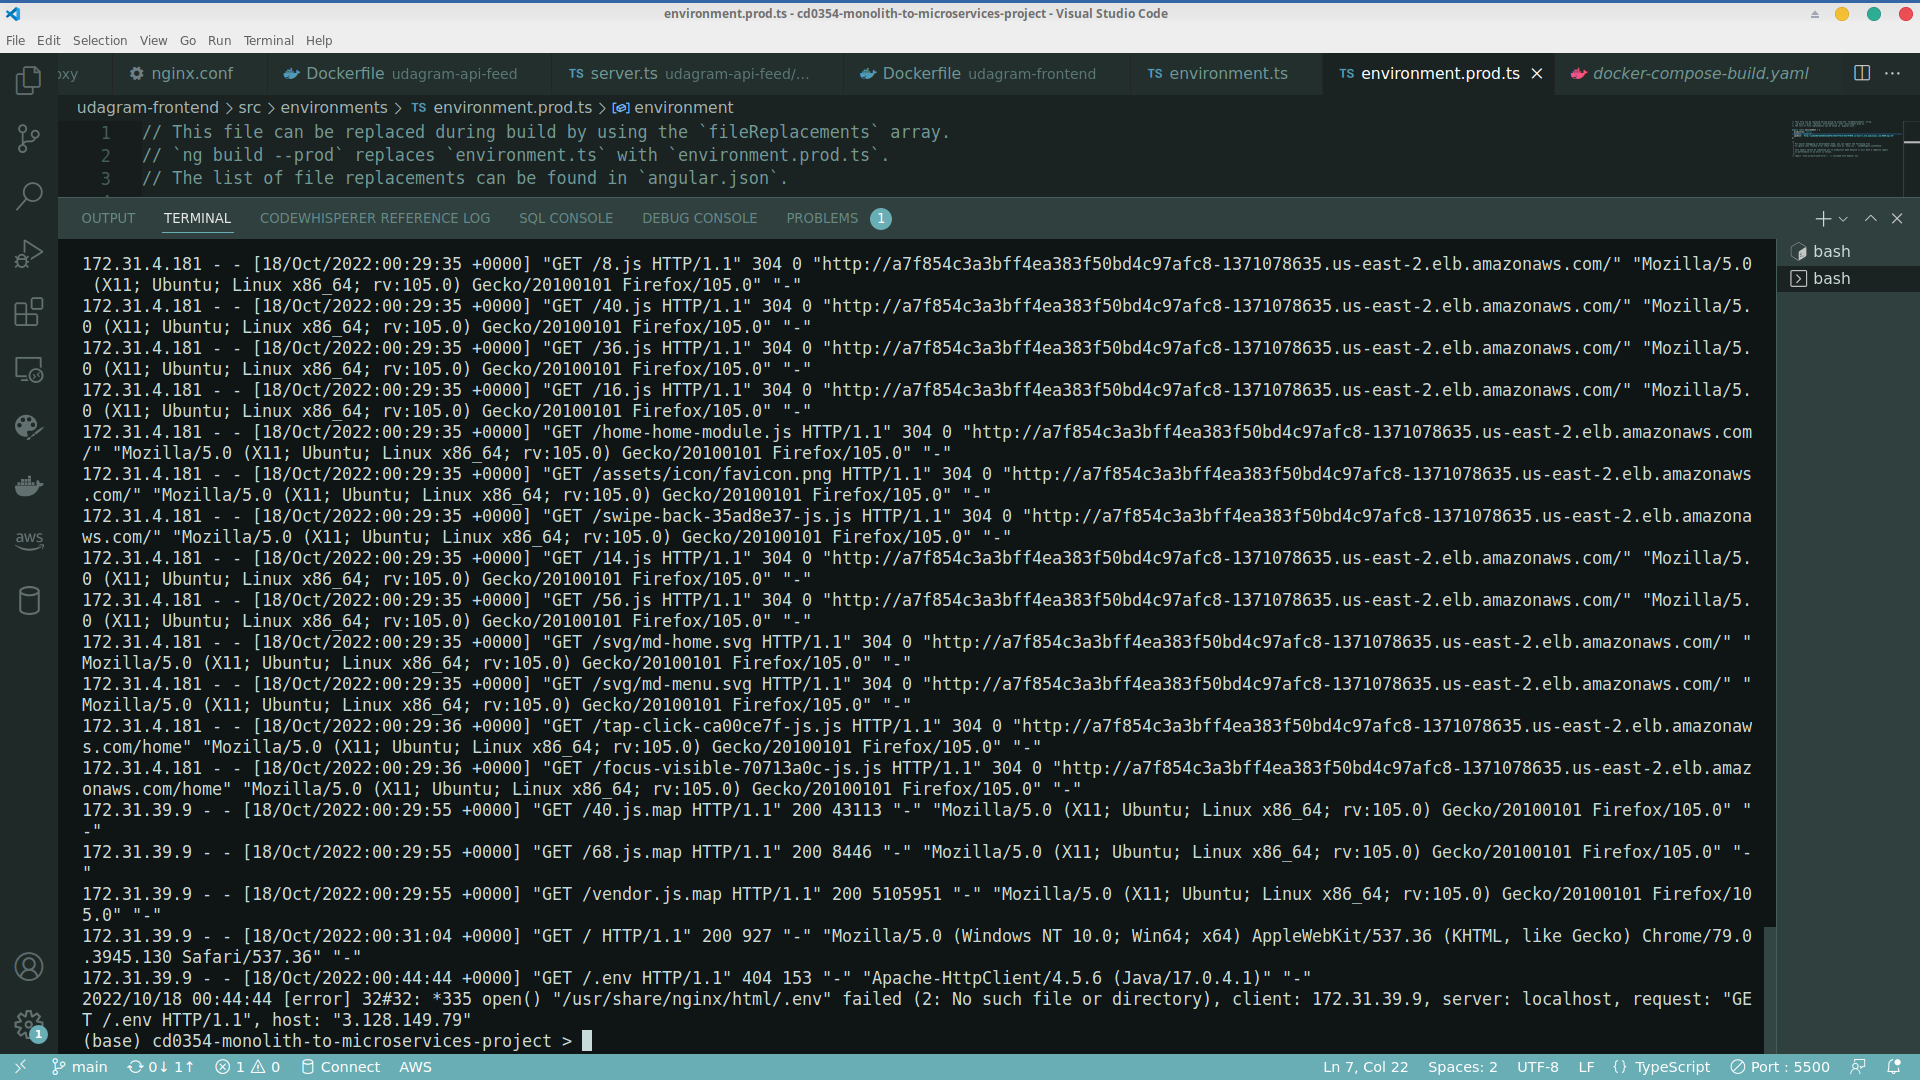 environment.prod.ts - cd0354-monolith-to-microservices-project - Visual Studio Code
File Edit Selection View Go Run Terminal Help
oxy nginx.conf Dockerfile udagram-api-feed TS server.ts udagram-api-feed/... Dockerfile udagram-frontend TS environment.ts TS environment.prod.ts docker-compose-build.yaml
udagram-frontend > src > environments > TS environment.prod.ts > environment
1 // This file can be replaced during build by using the `fileReplacements` array.
2 // `ng build --prod` replaces `environment.ts` with `environment.prod.ts`.
3 // The list of file replacements can be found in `angular.json`.
OUTPUT TERMINAL CODEWHISPERER REFERENCE LOG SQL CONSOLE DEBUG CONSOLE PROBLEMS 1
bash
bash
172.31.4.181 - - [18/Oct/2022:00:29:35 +0000] "GET /8.js HTTP/1.1" 304 0 "http://a7f854c3a3bff4ea383f50bd4c97afc8-1371078635.us-east-2.elb.amazonaws.com/" "Mozilla/5.0
(X11; Ubuntu; Linux x86_64; rv:105.0) Gecko/20100101 Firefox/105.0" "-"
172.31.4.181 - - [18/Oct/2022:00:29:35 +0000] "GET /40.js HTTP/1.1" 304 0 "http://a7f854c3a3bff4ea383f50bd4c97afc8-1371078635.us-east-2.elb.amazonaws.com/" "Mozilla/5.
0 (X11; Ubuntu; Linux x86_64; rv:105.0) Gecko/20100101 Firefox/105.0" "-"
172.31.4.181 - - [18/Oct/2022:00:29:35 +0000] "GET /36.js HTTP/1.1" 304 0 "http://a7f854c3a3bff4ea383f50bd4c97afc8-1371078635.us-east-2.elb.amazonaws.com/" "Mozilla/5.
0 (X11; Ubuntu; Linux x86_64; rv:105.0) Gecko/20100101 Firefox/105.0" "-"
172.31.4.181 - - [18/Oct/2022:00:29:35 +0000] "GET /16.js HTTP/1.1" 304 0 "http://a7f854c3a3bff4ea383f50bd4c97afc8-1371078635.us-east-2.elb.amazonaws.com/" "Mozilla/5.
0 (X11; Ubuntu; Linux x86_64; rv:105.0) Gecko/20100101 Firefox/105.0" "-"
172.31.4.181 - - [18/Oct/2022:00:29:35 +0000] "GET /home-home-module.js HTTP/1.1" 304 0 "http://a7f854c3a3bff4ea383f50bd4c97afc8-1371078635.us-east-2.elb.amazonaws.com
/" "Mozilla/5.0 (X11; Ubuntu; Linux x86_64; rv:105.0) Gecko/20100101 Firefox/105.0" "-"
172.31.4.181 - - [18/Oct/2022:00:29:35 +0000] "GET /assets/icon/favicon.png HTTP/1.1" 304 0 "http://a7f854c3a3bff4ea383f50bd4c97afc8-1371078635.us-east-2.elb.amazonaws
.com/" "Mozilla/5.0 (X11; Ubuntu; Linux x86_64; rv:105.0) Gecko/20100101 Firefox/105.0" "-"
172.31.4.181 - - [18/Oct/2022:00:29:35 +0000] "GET /swipe-back-35ad8e37-js.js HTTP/1.1" 304 0 "http://a7f854c3a3bff4ea383f50bd4c97afc8-1371078635.us-east-2.elb.amazona
ws.com/" "Mozilla/5.0 (X11; Ubuntu; Linux x86_64; rv:105.0) Gecko/20100101 Firefox/105.0" "-"
172.31.4.181 - - [18/Oct/2022:00:29:35 +0000] "GET /14.js HTTP/1.1" 304 0 "http://a7f854c3a3bff4ea383f50bd4c97afc8-1371078635.us-east-2.elb.amazonaws.com/" "Mozilla/5.
0 (X11; Ubuntu; Linux x86_64; rv:105.0) Gecko/20100101 Firefox/105.0" "-"
172.31.4.181 - - [18/Oct/2022:00:29:35 +0000] "GET /56.js HTTP/1.1" 304 0 "http://a7f854c3a3bff4ea383f50bd4c97afc8-1371078635.us-east-2.elb.amazonaws.com/" "Mozilla/5.
0 (X11; Ubuntu; Linux x86_64; rv:105.0) Gecko/20100101 Firefox/105.0" "-"
172.31.4.181 - - [18/Oct/2022:00:29:35 +0000] "GET /svg/md-home.svg HTTP/1.1" 304 0 "http://a7f854c3a3bff4ea383f50bd4c97afc8-1371078635.us-east-2.elb.amazonaws.com/" "
Mozilla/5.0 (X11; Ubuntu; Linux x86_64; rv:105.0) Gecko/20100101 Firefox/105.0" "-"
172.31.4.181 - - [18/Oct/2022:00:29:35 +0000] "GET /svg/md-menu.svg HTTP/1.1" 304 0 "http://a7f854c3a3bff4ea383f50bd4c97afc8-1371078635.us-east-2.elb.amazonaws.com/" "
Mozilla/5.0 (X11; Ubuntu; Linux x86_64; rv:105.0) Gecko/20100101 Firefox/105.0" "-"
172.31.4.181 - - [18/Oct/2022:00:29:36 +0000] "GET /tap-click-ca00ce7f-js.js HTTP/1.1" 304 0 "http://a7f854c3a3bff4ea383f50bd4c97afc8-1371078635.us-east-2.elb.amazonaw
s.com/home" "Mozilla/5.0 (X11; Ubuntu; Linux x86_64; rv:105.0) Gecko/20100101 Firefox/105.0" "-"
172.31.4.181 - - [18/Oct/2022:00:29:36 +0000] "GET /focus-visible-70713a0c-js.js HTTP/1.1" 304 0 "http://a7f854c3a3bff4ea383f50bd4c97afc8-1371078635.us-east-2.elb.amaz
onaws.com/home" "Mozilla/5.0 (X11; Ubuntu; Linux x86_64; rv:105.0) Gecko/20100101 Firefox/105.0" "-"
172.31.39.9 - - [18/Oct/2022:00:29:55 +0000] "GET /40.js.map HTTP/1.1" 200 43113 "-" "Mozilla/5.0 (X11; Ubuntu; Linux x86_64; rv:105.0) Gecko/20100101 Firefox/105.0" "
-"
172.31.39.9 - - [18/Oct/2022:00:29:55 +0000] "GET /68.js.map HTTP/1.1" 200 8446 "-" "Mozilla/5.0 (X11; Ubuntu; Linux x86_64; rv:105.0) Gecko/20100101 Firefox/105.0" "-
"
172.31.39.9 - - [18/Oct/2022:00:29:55 +0000] "GET /vendor.js.map HTTP/1.1" 200 5105951 "-" "Mozilla/5.0 (X11; Ubuntu; Linux x86_64; rv:105.0) Gecko/20100101 Firefox/10
5.0" "-"
172.31.39.9 - - [18/Oct/2022:00:31:04 +0000] "GET / HTTP/1.1" 200 927 "-" "Mozilla/5.0 (Windows NT 10.0; Win64; x64) AppleWebKit/537.36 (KHTML, like Gecko) Chrome/79.0
.3945.130 Safari/537.36" "-"
172.31.39.9 - - [18/Oct/2022:00:44:44 +0000] "GET /.env HTTP/1.1" 404 153 "-" "Apache-HttpClient/4.5.6 (Java/17.0.4.1)" "-"
2022/10/18 00:44:44 [error] 32#32: *335 open() "/usr/share/nginx/html/.env" failed (2: No such file or directory), client: 172.31.39.9, server: localhost, request: "GE
T /.env HTTP/1.1", host: "3.128.149.79"
(base) cd0354-monolith-to-microservices-project >
aws
1
main 0↓ 1↑ 1 0 Connect AWS Ln 7, Col 22 Spaces: 2 UTF-8 LF {} TypeScript Port : 5500